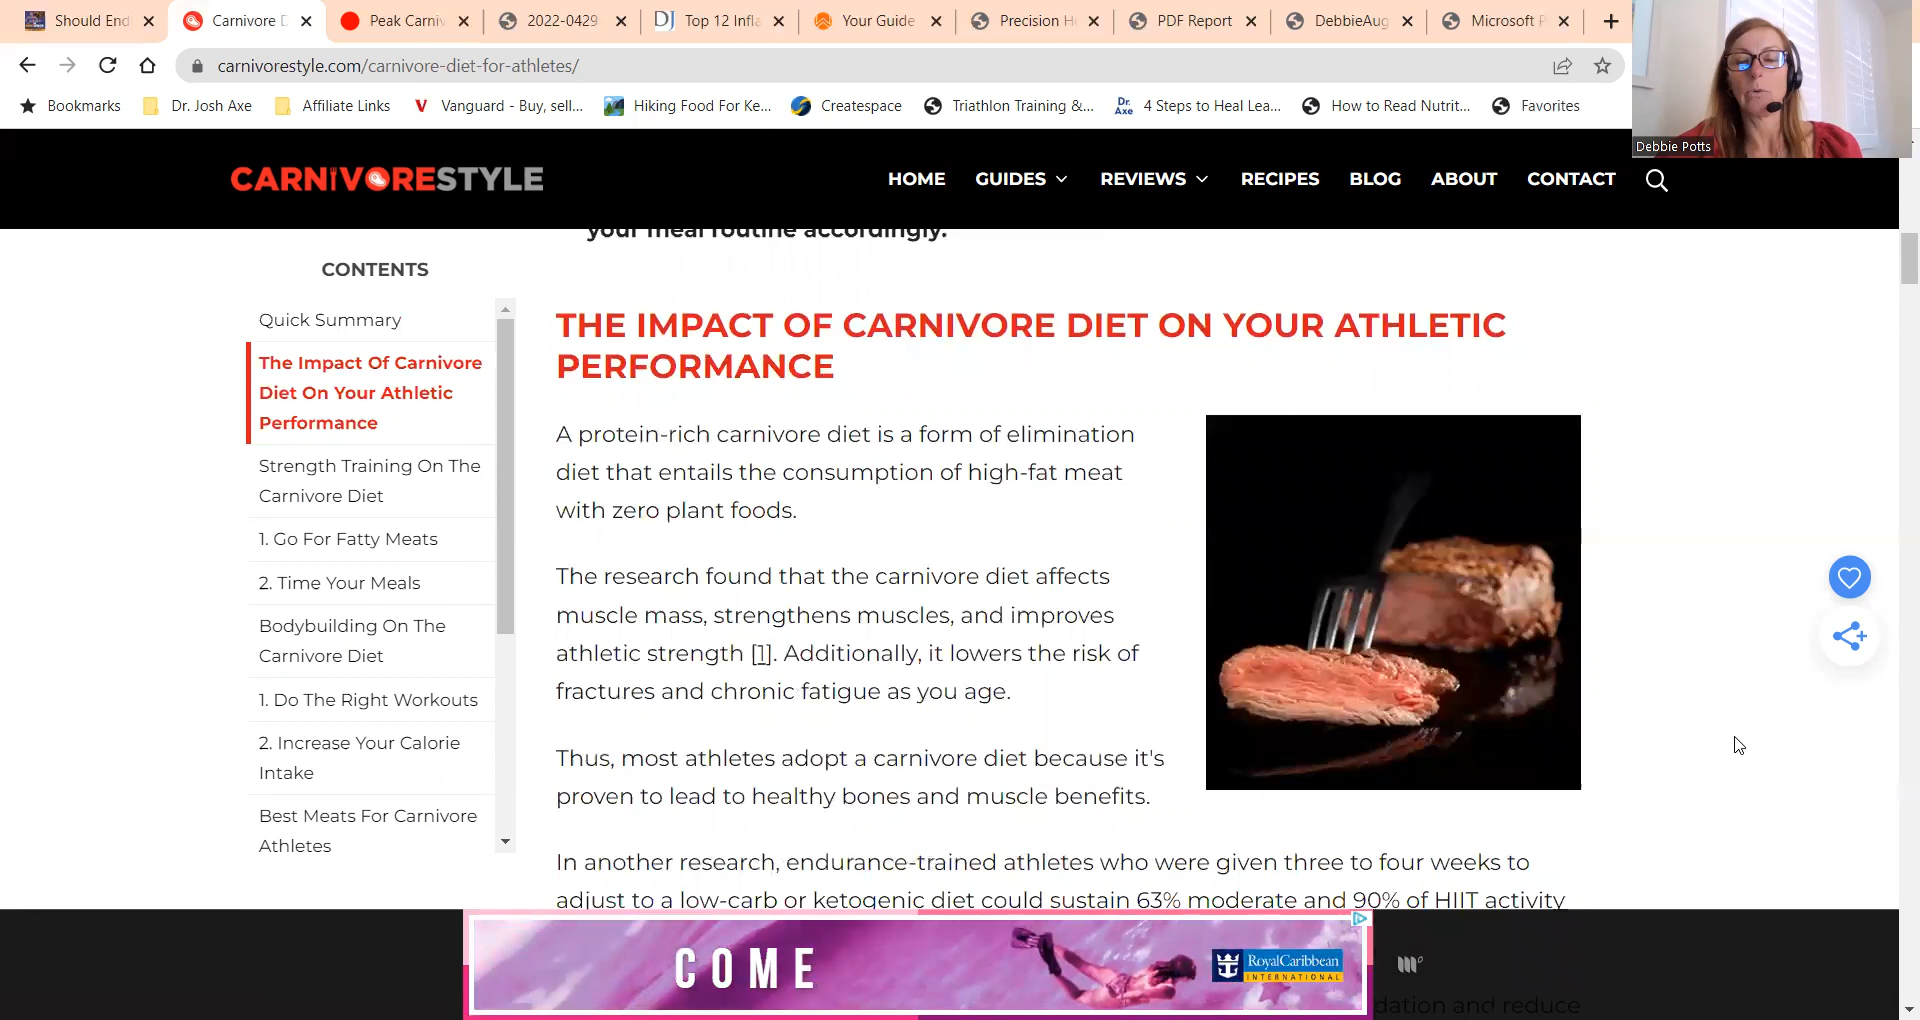 Should End
Carnivore D
Peak Carniv
2022-0429
DJ
Top 12 Infla
Your Guide
Precision H
PDF Report
DebbieAug
Microsoft P
carnivorestyle.com/carnivore-diet-for-athletes/
Bookmarks
Dr. Josh Axe
Affiliate Links
V
Vanguard - Buy, sell...
Hiking Food For Ke...
Createspace
Triathlon Training &...
Dr. Axe
4 Steps to Heal Lea...
How to Read Nutrit...
Favorites
Debbie Potts
CARNIVORESTYLE
HOME
GUIDES
REVIEWS
RECIPES
BLOG
ABOUT
CONTACT
your meal routine accordingly.
CONTENTS
Quick Summary
The Impact Of Carnivore
Diet On Your Athletic
Performance
Strength Training On The
Carnivore Diet
1. Go For Fatty Meats
2. Time Your Meals
Bodybuilding On The
Carnivore Diet
1. Do The Right Workouts
2. Increase Your Calorie
Intake
Best Meats For Carnivore
Athletes
THE IMPACT OF CARNIVORE DIET ON YOUR ATHLETIC
PERFORMANCE
A protein-rich carnivore diet is a form of elimination
diet that entails the consumption of high-fat meat
with zero plant foods.
The research found that the carnivore diet affects
muscle mass, strengthens muscles, and improves
athletic strength [1]. Additionally, it lowers the risk of
fractures and chronic fatigue as you age.
Thus, most athletes adopt a carnivore diet because it's
proven to lead to healthy bones and muscle benefits.
In another research, endurance-trained athletes who were given three to four weeks to
adjust to a low-carb or ketogenic diet could sustain 63% moderate and 90% of HIIT activity
COME
RoyalCaribbean
INTERNATIONAL
dation and reduce